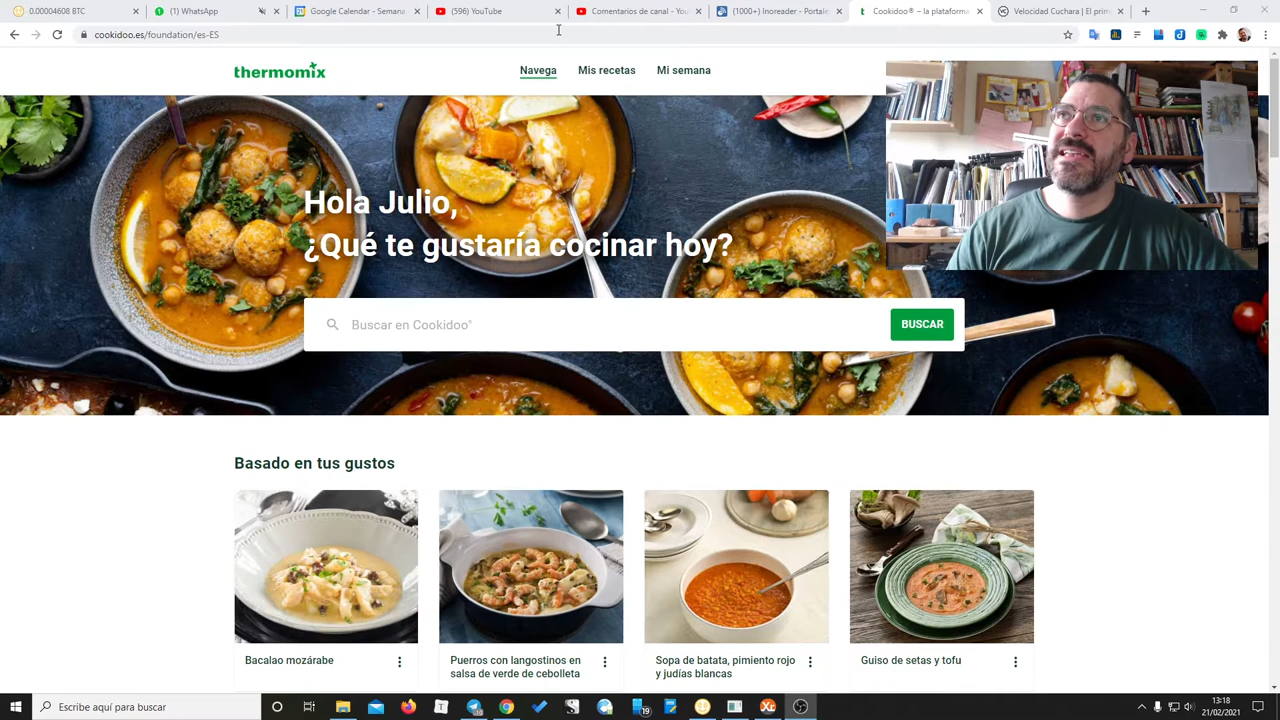 0.00004608 BTC
(1) WhatsApp
Google Calendar - Semana
(596) YouTube
Comentarios de canal - You
(1000+) Inoreader - Portale
Cookidoo® – la plataforma
Velocidad Cuchara | El prim
cookidoo.es/foundation/es-ES
thermomix
Navega
Mis recetas
Mi semana
Hola Julio,
¿Qué te gustaría cocinar hoy?
Buscar en Cookidoo®
BUSCAR
Basado en tus gustos
Bacalao mozárabe
Puerros con langostinos en
salsa de verde de cebolleta
Sopa de batata, pimiento rojo
y judías blancas
Guiso de setas y tofu
Escribe aquí para buscar
19
13:18
21/02/2021